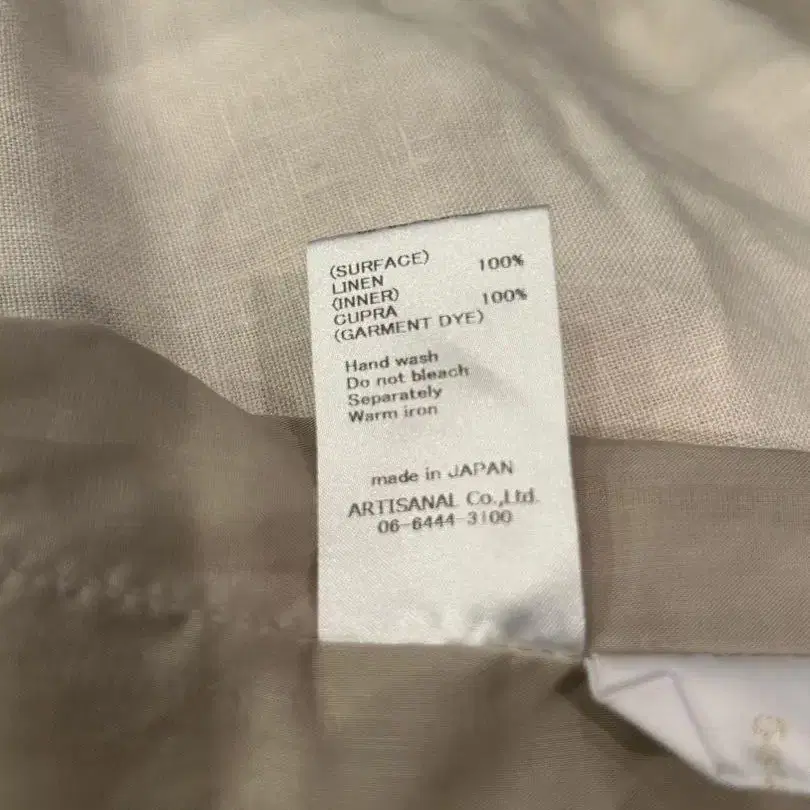 (SURFACE)
LINEN 100%
(INNER)
CUPRA 100%
(GARMENT DYE)
Hand wash
Do not bleach
Separately
Warm iron
made in JAPAN
ARTISANAL Co.,Ltd.
06-6444-3100